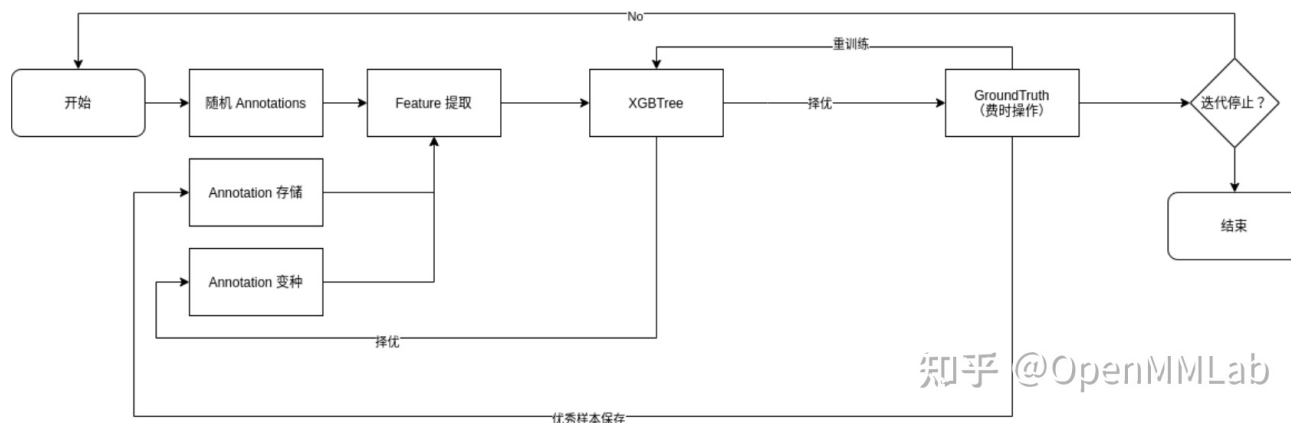 No
重训练
开始
随机 Annotations
Feature 提取
XGBTree
择优
GroundTruth
（费时操作）
迭代停止？
Annotation 存储
结束
Annotation 变种
择优
知乎 @OpenMMLab
优秀样本保存